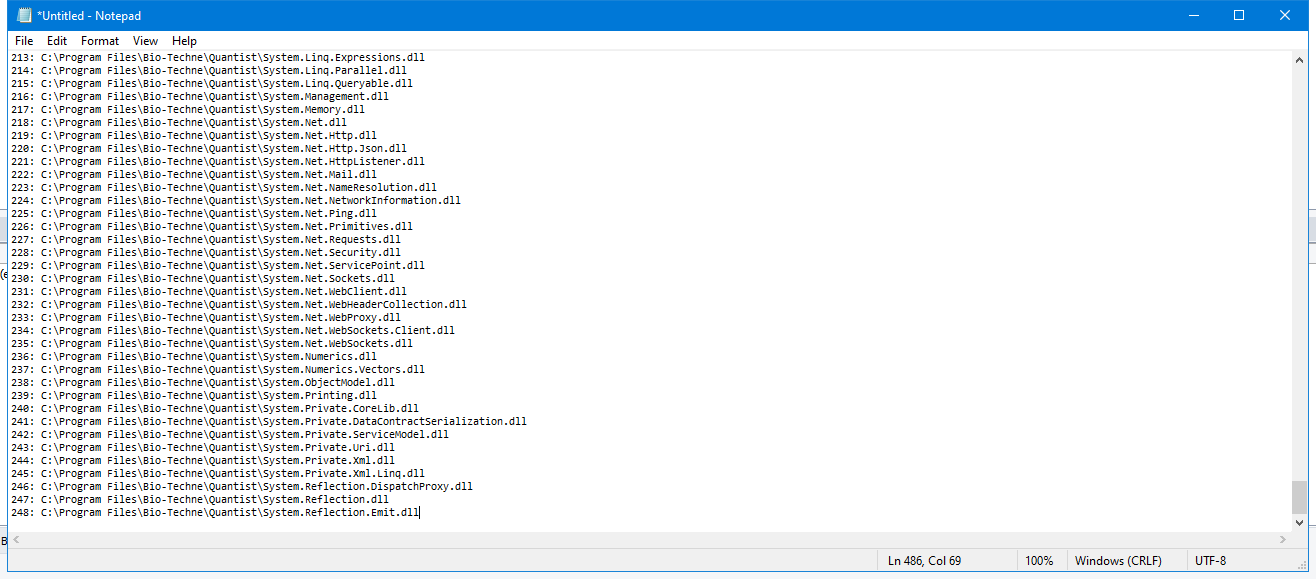 *Untitled - Notepad
File Edit Format View Help
213: C:\Program Files\Bio-Techne\Quantist\System.Linq.Expressions.dll
214: C:\Program Files\Bio-Techne\Quantist\System.Linq.Parallel.dll
215: C:\Program Files\Bio-Techne\Quantist\System.Linq.Queryable.dll
216: C:\Program Files\Bio-Techne\Quantist\System.Management.dll
217: C:\Program Files\Bio-Techne\Quantist\System.Memory.dll
218: C:\Program Files\Bio-Techne\Quantist\System.Net.dll
219: C:\Program Files\Bio-Techne\Quantist\System.Net.Http.dll
220: C:\Program Files\Bio-Techne\Quantist\System.Net.Http.Json.dll
221: C:\Program Files\Bio-Techne\Quantist\System.Net.HttpListener.dll
222: C:\Program Files\Bio-Techne\Quantist\System.Net.Mail.dll
223: C:\Program Files\Bio-Techne\Quantist\System.Net.NameResolution.dll
224: C:\Program Files\Bio-Techne\Quantist\System.Net.NetworkInformation.dll
225: C:\Program Files\Bio-Techne\Quantist\System.Net.Ping.dll
226: C:\Program Files\Bio-Techne\Quantist\System.Net.Primitives.dll
227: C:\Program Files\Bio-Techne\Quantist\System.Net.Requests.dll
228: C:\Program Files\Bio-Techne\Quantist\System.Net.Security.dll
229: C:\Program Files\Bio-Techne\Quantist\System.Net.ServicePoint.dll
230: C:\Program Files\Bio-Techne\Quantist\System.Net.Sockets.dll
231: C:\Program Files\Bio-Techne\Quantist\System.Net.WebClient.dll
232: C:\Program Files\Bio-Techne\Quantist\System.Net.WebHeaderCollection.dll
233: C:\Program Files\Bio-Techne\Quantist\System.Net.WebProxy.dll
234: C:\Program Files\Bio-Techne\Quantist\System.Net.WebSockets.Client.dll
235: C:\Program Files\Bio-Techne\Quantist\System.Net.WebSockets.dll
236: C:\Program Files\Bio-Techne\Quantist\System.Numerics.dll
237: C:\Program Files\Bio-Techne\Quantist\System.Numerics.Vectors.dll
238: C:\Program Files\Bio-Techne\Quantist\System.ObjectModel.dll
239: C:\Program Files\Bio-Techne\Quantist\System.Printing.dll
240: C:\Program Files\Bio-Techne\Quantist\System.Private.CoreLib.dll
241: C:\Program Files\Bio-Techne\Quantist\System.Private.DataContractSerialization.dll
242: C:\Program Files\Bio-Techne\Quantist\System.Private.ServiceModel.dll
243: C:\Program Files\Bio-Techne\Quantist\System.Private.Uri.dll
244: C:\Program Files\Bio-Techne\Quantist\System.Private.Xml.dll
245: C:\Program Files\Bio-Techne\Quantist\System.Private.Xml.Linq.dll
246: C:\Program Files\Bio-Techne\Quantist\System.Reflection.DispatchProxy.dll
247: C:\Program Files\Bio-Techne\Quantist\System.Reflection.dll
248: C:\Program Files\Bio-Techne\Quantist\System.Reflection.Emit.dll
Ln 486, Col 69 100% Windows (CRLF) UTF-8